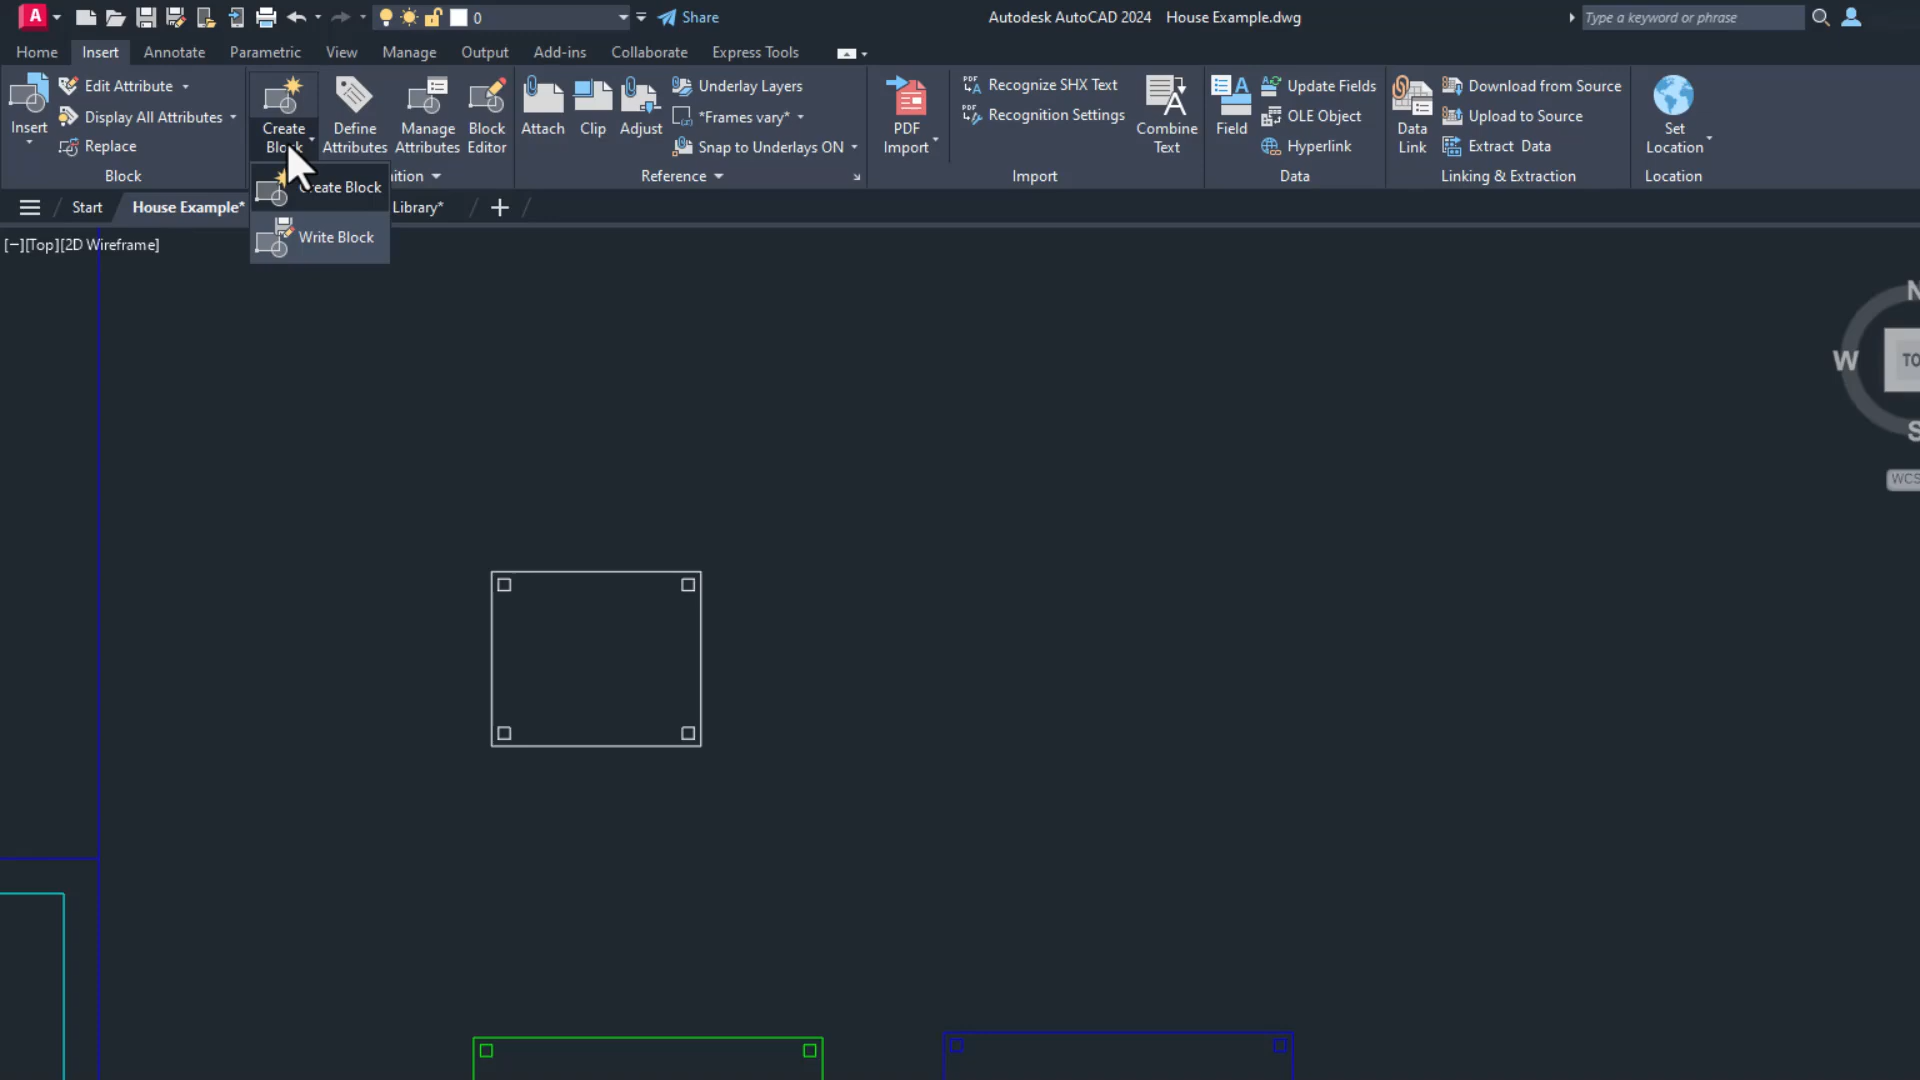 A
0
Share
Autodesk AutoCAD 2024 House Example.dwg
Type a keyword or phrase
Home Insert Annotate Parametric View Manage Output Add-ins Collaborate Express Tools
Insert
Edit Attribute
Display All Attributes
Replace
Block
Create
Block
Define
Attributes
Manage
Attributes
Block
Editor
Attach
Clip
Adjust
Underlay Layers
*Frames vary*
Snap to Underlays ON
Reference
PDF
Import
Recognize SHX Text
Recognition Settings
Combine
Text
Import
Field
Update Fields
OLE Object
Hyperlink
Data
Data
Link
Download from Source
Upload to Source
Extract Data
Linking & Extraction
Set
Location
Location
Create Block
Write Block
Start
House Example*
Library*
[−][Top][2D Wireframe]
N
W
S
WCS